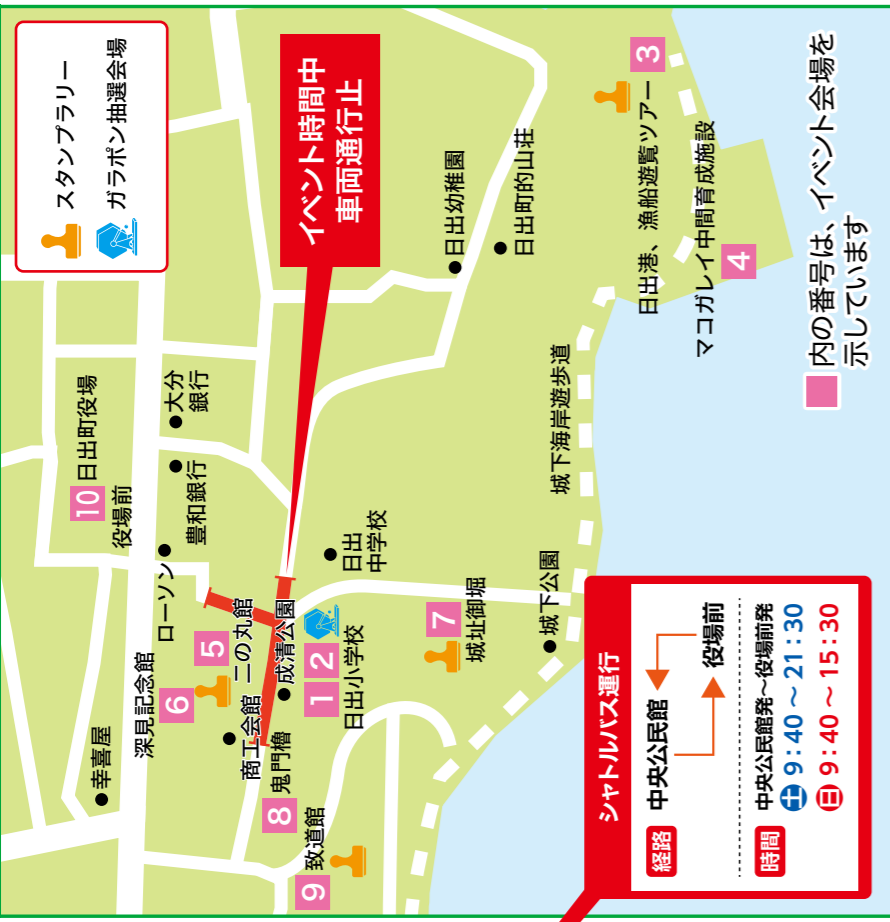 スタンプラリー
ガラポン抽選会場
イベント時間中
車両通行止
日出幼稚園
日出町的山荘
3
日出港、漁船遊覧ツアー
4
マコガレイ中間育成施設
内の番号は、イベント会場を
示しています
10
日出町役場
役場前
大分
銀行
豊和銀行
ローソン
日出
中学校
城下海岸遊歩道
幸喜屋
深見記念館
6
5
二の丸館
商工会館
成清公園
鬼門櫓
8
1
2
日出小学校
7
城址御堀
城下公園
9
致道館
シャトルバス運行
経路
中央公民館
役場前
時間
中央公民館発～役場前発
土 9:40～21:30
日 9:40～15:30